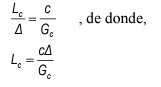 L_c/Δ = c/G_c , de donde,
L_c = cΔ/G_c